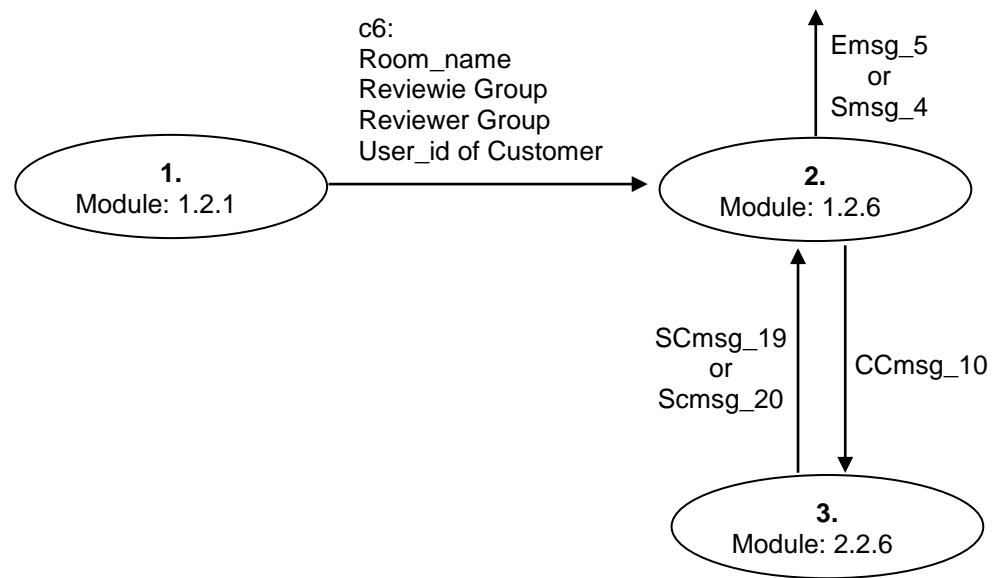 c6:
Room_name
Reviewie Group
Reviewer Group
User_id of Customer
Emsg_5
or
Smsg_4
1.
Module: 1.2.1
2.
Module: 1.2.6
SCmsg_19
or
Scmsg_20
CCmsg_10
3.
Module: 2.2.6